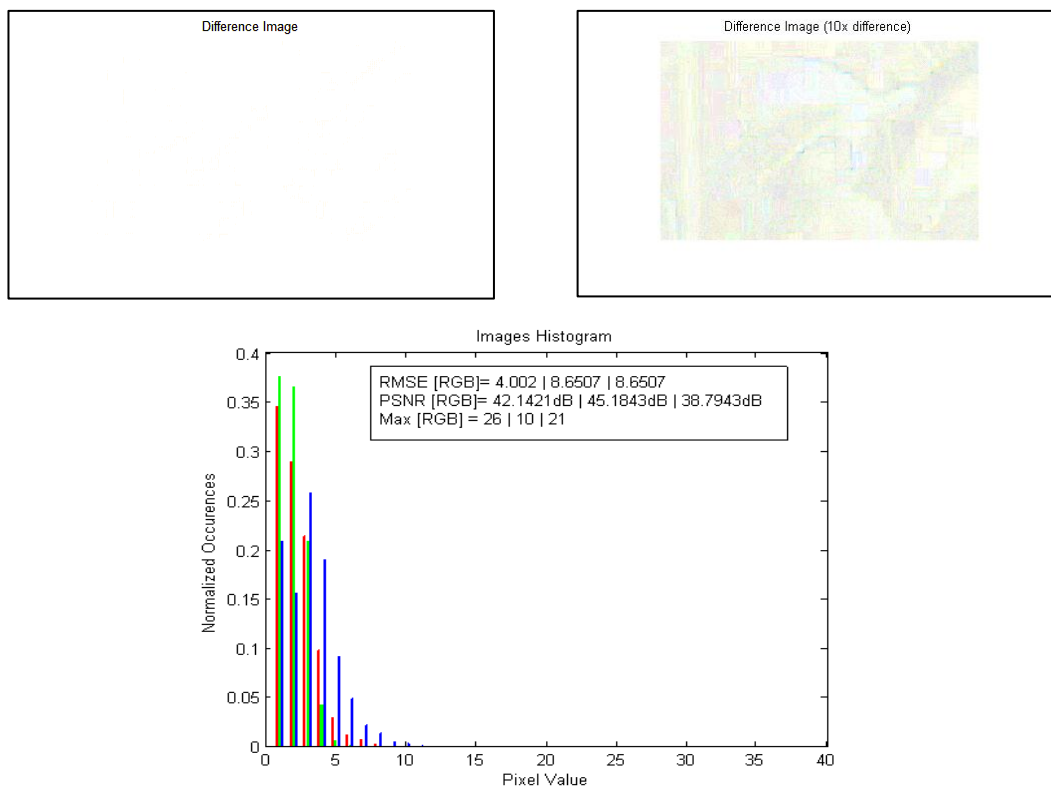 Difference Image
Difference Image (10x difference)
Images Histogram
RMSE [RGB]= 4.002 | 8.6507 | 8.6507
PSNR [RGB]= 42.1421dB | 45.1843dB | 38.7943dB
Max [RGB] = 26 | 10 | 21
Normalized Occurences
0.4
0.35
0.3
0.25
0.2
0.15
0.1
0.05
0
0 5 10 15 20 25 30 35 40
Pixel Value